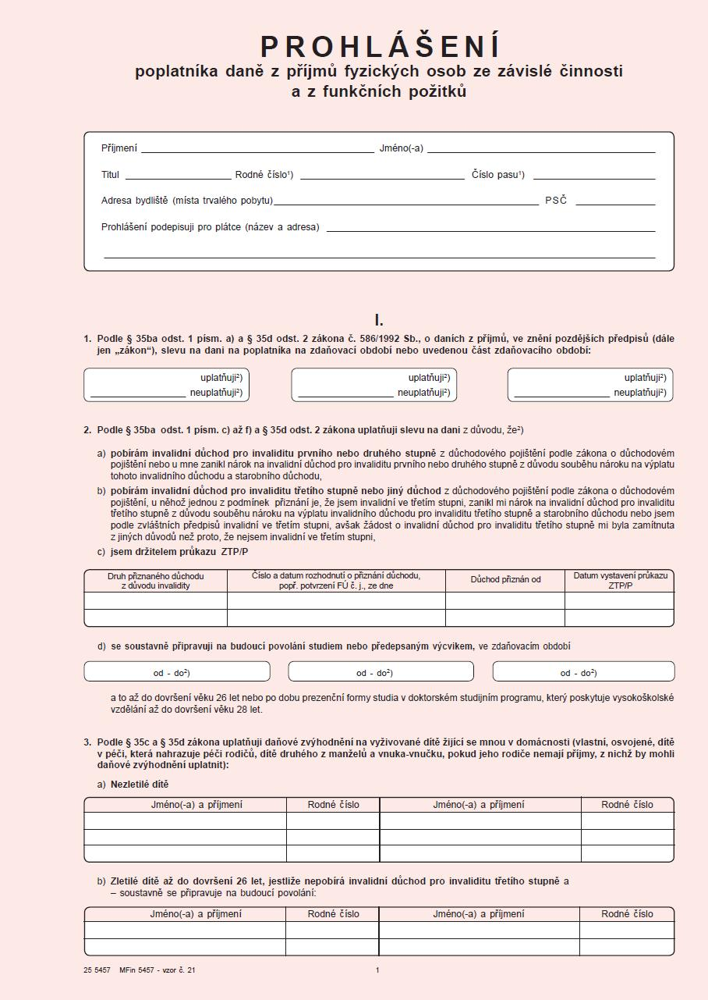 PROHLÁŠENÍ
poplatníka daně z příjmů fyzických osob ze závislé činnosti
a z funkčních požitků
Příjmení Jméno(-a)
Titul Rodné číslo¹) Číslo pasu¹)
Adresa bydliště (místa trvalého pobytu) PSČ
Prohlášení podepisuji pro plátce (název a adresa)
I.
1. Podle § 35ba odst. 1 písm. a) a § 35d odst. 2 zákona č. 586/1992 Sb., o daních z příjmů, ve znění pozdějších předpisů (dále
jen „zákon“), slevu na dani na poplatníka na zdaňovací období nebo uvedenou část zdaňovacího období:
uplatňuji²) uplatňuji²) uplatňuji²)
neuplatňuji²) neuplatňuji²) neuplatňuji²)
2. Podle § 35ba odst. 1 písm. c) až f) a § 35d odst. 2 zákona uplatňuji slevu na dani z důvodu, že²)
a) pobírám invalidní důchod pro invaliditu prvního nebo druhého stupně z důchodového pojištění podle zákona o důchodovém
pojištění nebo u mne zanikl nárok na invalidní důchod pro invaliditu prvního nebo druhého stupně z důvodu souběhu nároku na výplatu
tohoto invalidního důchodu a starobního důchodu,
b) pobírám invalidní důchod pro invaliditu třetího stupně nebo jiný důchod z důchodového pojištění podle zákona o důchodovém
pojištění, u něhož jednou z podmínek přiznání je, že jsem invalidní ve třetím stupni, zanikl mi nárok na invalidní důchod pro invaliditu
třetího stupně z důvodu souběhu nároku na výplatu invalidního důchodu pro invaliditu třetího stupně a starobního důchodu nebo jsem
podle zvláštních předpisů invalidní ve třetím stupni, avšak žádost o invalidní důchod pro invaliditu třetího stupně mi byla zamítnuta
z jiných důvodů než proto, že nejsem invalidní ve třetím stupni,
c) jsem držitelem průkazu ZTP/P
Druh přiznaného důchodu Číslo a datum rozhodnutí o přiznání důchodu, Důchod přiznán od Datum vystavení průkazu
z důvodu invalidity popř. potvrzení FÚ č. j., ze dne ZTP/P
d) se soustavně připravuji na budoucí povolání studiem nebo předepsaným výcvikem, ve zdaňovacím období
od - do²) od - do²) od - do²)
a to až do dovršení věku 26 let nebo po dobu prezenční formy studia v doktorském studijním programu, který poskytuje vysokoškolské
vzdělání až do dovršení věku 28 let.
3. Podle § 35c a § 35d zákona uplatňuji daňové zvýhodnění na vyživované dítě žijící se mnou v domácnosti (vlastní, osvojené, dítě
v péči, která nahrazuje péči rodičů, dítě druhého z manželů a vnuka-vnučku, pokud jeho rodiče nemají příjmy, z nichž by mohli
daňové zvýhodnění uplatnit):
a) Nezletilé dítě
Jméno(-a) a příjmení Rodné číslo Jméno(-a) a příjmení Rodné číslo
b) Zletilé dítě až do dovršení 26 let, jestliže nepobírá invalidní důchod pro invaliditu třetího stupně a
– soustavně se připravuje na budoucí povolání:
Jméno(-a) a příjmení Rodné číslo Jméno(-a) a příjmení Rodné číslo
25 5457 MFin 5457 - vzor č. 21 1